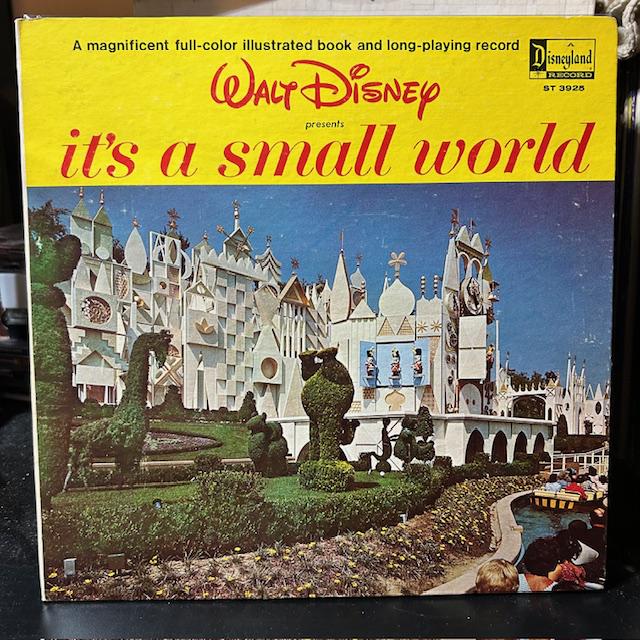 A magnificent full-color illustrated book and long-playing record
Disneyland
RECORD
ST 3925
WALT DISNEY
presents
it's a small world